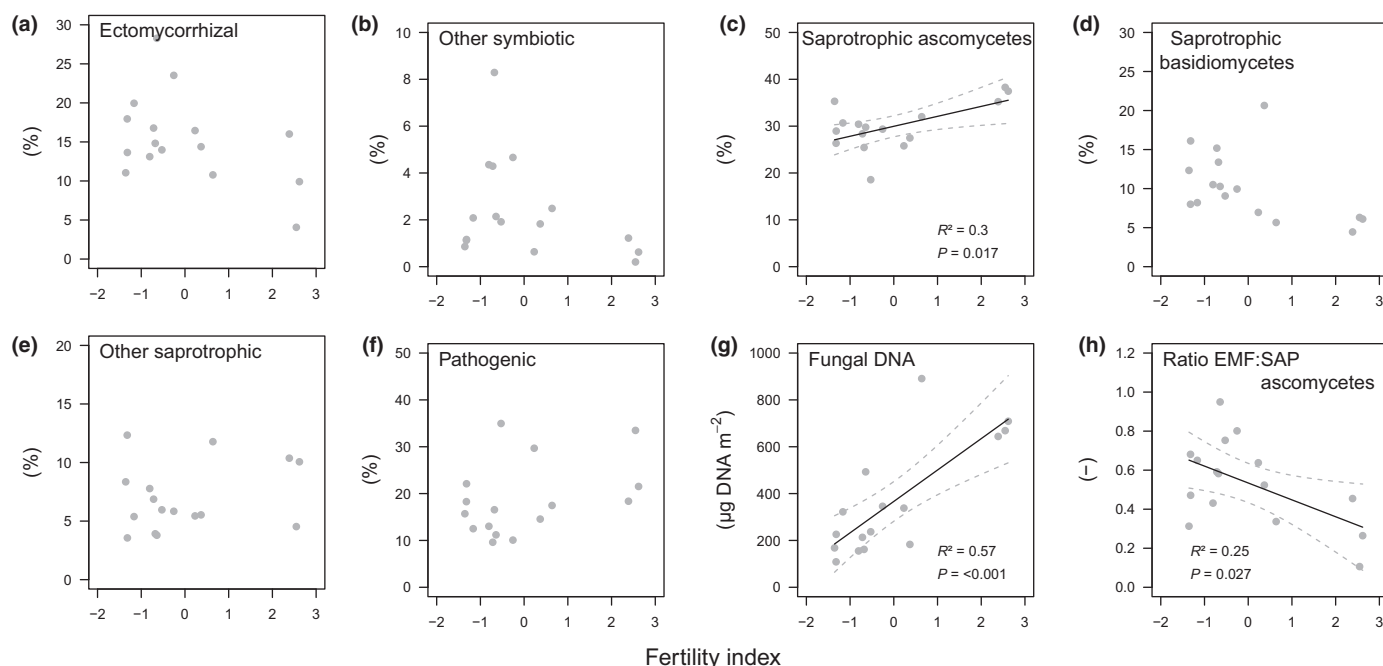 (a) Ectomycorrhizal
(%)
30
25
20
15
10
5
0
−2 −1 0 1 2 3
(b) Other symbiotic
(%)
10
8
6
4
2
0
−2 −1 0 1 2 3
(c) Saprotrophic ascomycetes
(%)
50
40
30
20
10
0
R² = 0.3
P = 0.017
−2 −1 0 1 2 3
(d) Saprotrophic
basidiomycetes
(%)
30
25
20
15
10
5
0
−2 −1 0 1 2 3
(e) Other saprotrophic
(%)
20
15
10
5
0
−2 −1 0 1 2 3
(f) Pathogenic
(%)
50
40
30
20
10
0
−2 −1 0 1 2 3
(g) Fungal DNA
(µg DNA m⁻²)
1000
800
600
400
200
0
R² = 0.57
P = <0.001
−2 −1 0 1 2 3
(h) Ratio EMF:SAP
ascomycetes
(−)
1.2
1.0
0.8
0.6
0.4
0.2
0.0
R² = 0.25
P = 0.027
−2 −1 0 1 2 3
Fertility index